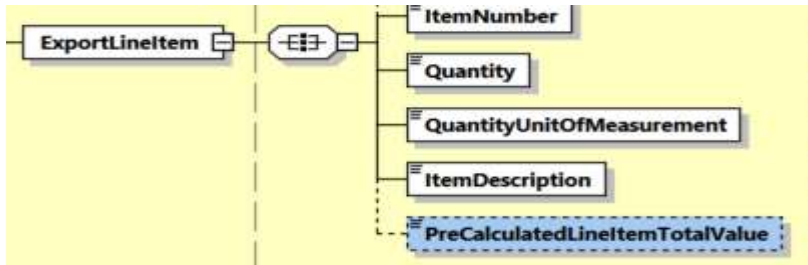 ItemNumber
ExportLineItem
Quantity
QuantityUnitOfMeasurement
ItemDescription
PreCalculatedLineItemTotalValue